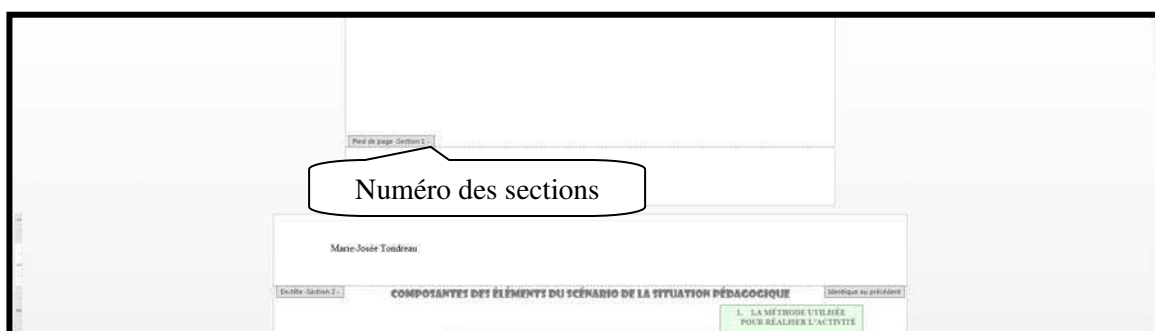 Pied de page -Section 1 -
Numéro des sections
Marie-Josée Tondreau
En-tête -Section 2 -
COMPOSANTES DES ÉLÉMENTS DU SCÉNARIO DE LA SITUATION PÉDAGOGIQUE
Identique au précédent
1. LA MÉTHODE UTILISÉE
POUR RÉALISER L'ACTIVITÉ